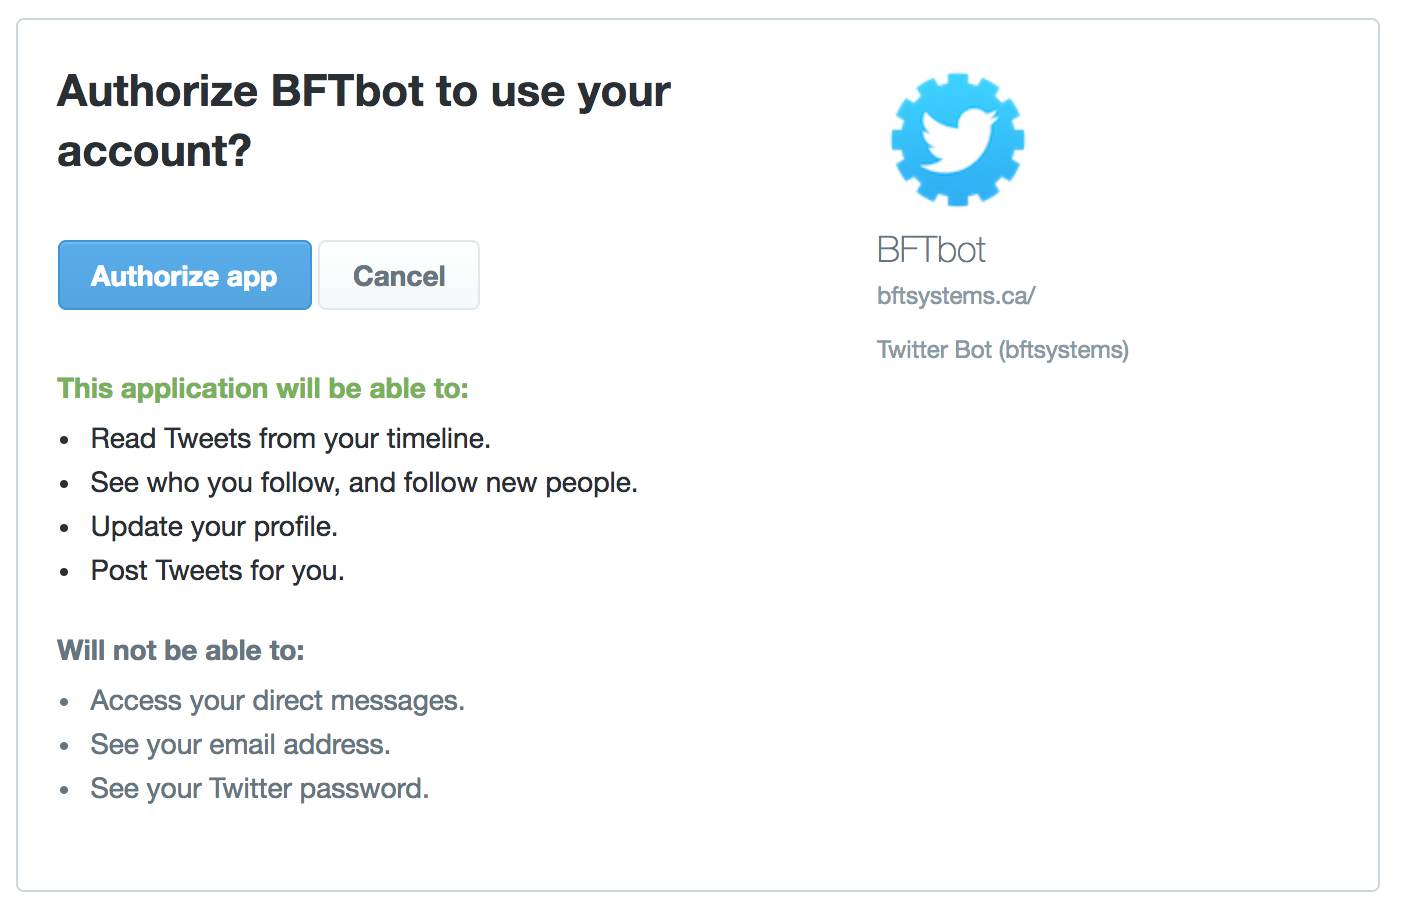 Authorize BFTbot to use your
account?
Authorize app
Cancel
This application will be able to:
• Read Tweets from your timeline.
• See who you follow, and follow new people.
• Update your profile.
• Post Tweets for you.
Will not be able to:
• Access your direct messages.
• See your email address.
• See your Twitter password.
BFTbot
bftsystems.ca/
Twitter Bot (bftsystems)